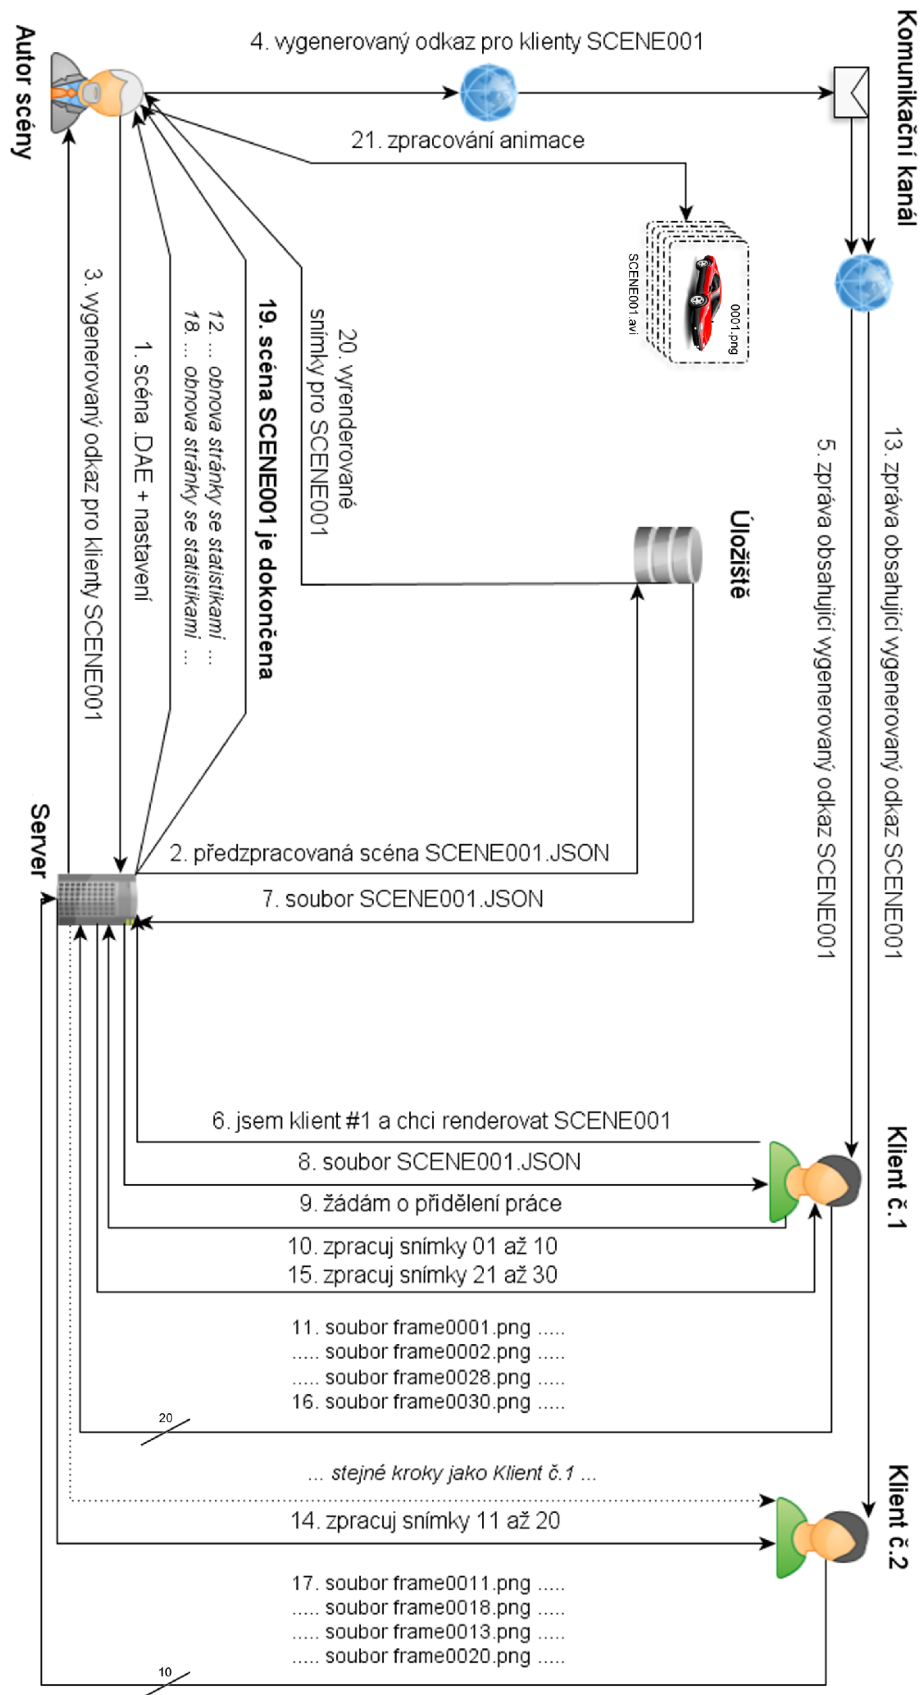 Komunikační kanál
4. vygenerovaný odkaz pro klienty SCENE001
Autor scény
21. zpracování animace
0001.png
SCENE001.avi
13. zpráva obsahující vygenerovaný odkaz SCENE001
5. zpráva obsahující vygenerovaný odkaz SCENE001
Úložiště
20. vyrenderované
snímky pro SCENE001
19. scéna SCENE001 je dokončena
12. ... obnova stránky se statistikami ...
18. ... obnova stránky se statistikami ...
1. scéna .DAE + nastavení
3. vygenerovaný odkaz pro klienty SCENE001
Server
2. předzpracovaná scéna SCENE001.JSON
7. soubor SCENE001.JSON
6. jsem klient #1 a chci renderovat SCENE001
8. soubor SCENE001.JSON
9. žádám o přidělení práce
Klient č.1
10. zpracuj snímky 01 až 10
15. zpracuj snímky 21 až 30
11. soubor frame0001.png .....
..... soubor frame0002.png .....
..... soubor frame0028.png .....
16. soubor frame0030.png .....
20
... stejné kroky jako Klient č.1 ...
Klient č.2
14. zpracuj snímky 11 až 20
17. soubor frame0011.png .....
..... soubor frame0018.png .....
..... soubor frame0013.png .....
..... soubor frame0020.png .....
10